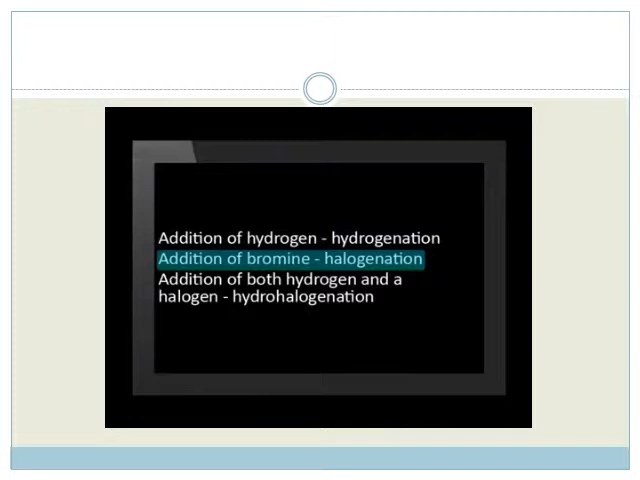 Addition of hydrogen - hydrogenation
Addition of bromine - halogenation
Addition of both hydrogen and a
halogen - hydrohalogenation